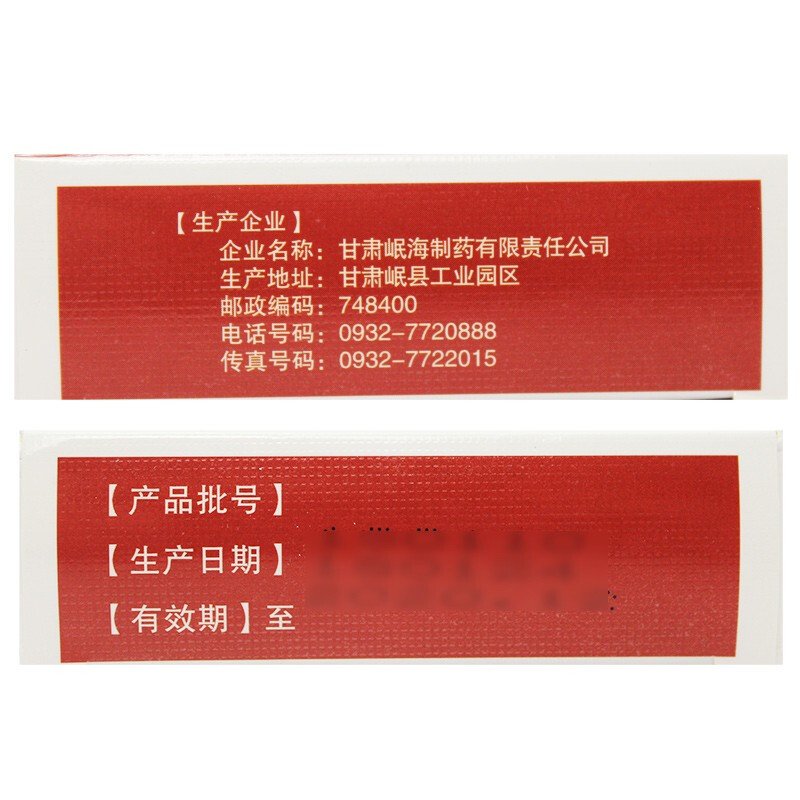 【生产企业】
企业名称：甘肃岷海制药有限责任公司
生产地址：甘肃岷县工业园区
邮政编码：748400
电话号码：0932-7720888
传真号码：0932-7722015
【产品批号】
【生产日期】
【有效期】至